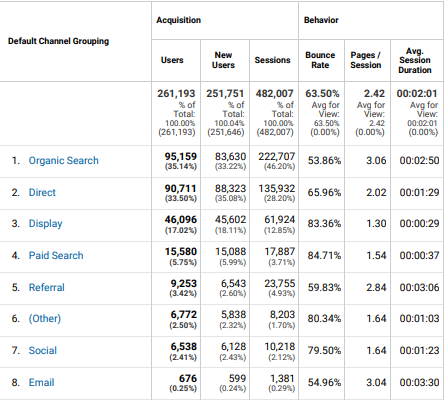 Acquisition Behavior
Default Channel Grouping
Users New Users Sessions Bounce Rate Pages / Session Avg. Session Duration
261,193 251,751 482,007 63.50% 2.42 00:02:01
% of Total: 100.00% (261,193) % of Total: 100.04% (251,646) % of Total: 100.00% (482,007) Avg for View: 63.50% (0.00%) Avg for View: 2.42 (0.00%) Avg for View: 00:02:01 (0.00%)
1. Organic Search 95,159 (35.14%) 83,630 (33.22%) 222,707 (46.20%) 53.86% 3.06 00:02:50
2. Direct 90,711 (33.50%) 88,323 (35.08%) 135,932 (28.20%) 65.96% 2.02 00:01:29
3. Display 46,096 (17.02%) 45,602 (18.11%) 61,924 (12.85%) 83.36% 1.30 00:00:29
4. Paid Search 15,580 (5.75%) 15,088 (5.99%) 17,887 (3.71%) 84.71% 1.54 00:00:37
5. Referral 9,253 (3.42%) 6,543 (2.60%) 23,755 (4.93%) 59.83% 2.84 00:03:06
6. (Other) 6,772 (2.50%) 5,838 (2.32%) 8,203 (1.70%) 80.34% 1.64 00:01:03
7. Social 6,538 (2.41%) 6,128 (2.43%) 10,218 (2.12%) 79.50% 1.64 00:01:23
8. Email 676 (0.25%) 599 (0.24%) 1,381 (0.29%) 54.96% 3.04 00:03:30